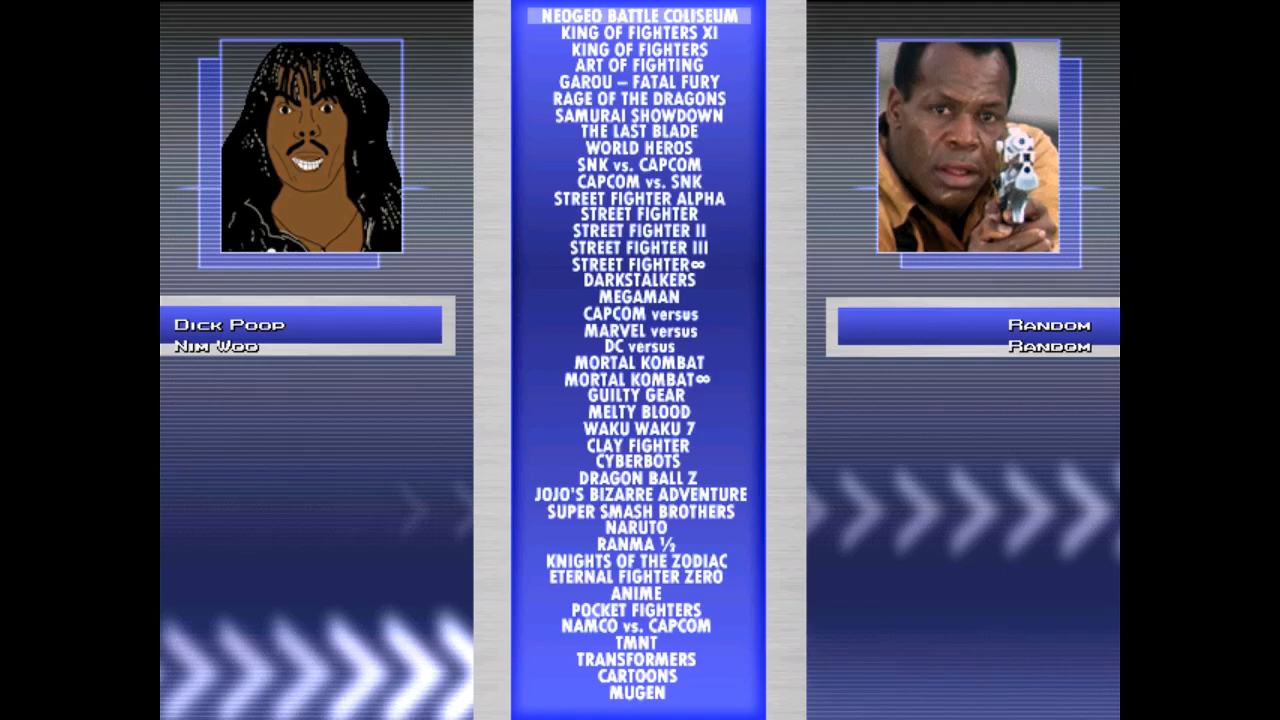 NEOGEO BATTLE COLISEUM
KING OF FIGHTERS XI
KING OF FIGHTERS
ART OF FIGHTING
GAROU – FATAL FURY
RAGE OF THE DRAGONS
SAMURAI SHOWDOWN
THE LAST BLADE
WORLD HEROS
SNK vs. CAPCOM
CAPCOM vs. SNK
STREET FIGHTER ALPHA
STREET FIGHTER
STREET FIGHTER II
STREET FIGHTER III
STREET FIGHTER∞
DARKSTALKERS
MEGAMAN
CAPCOM versus
MARVEL versus
DC versus
MORTAL KOMBAT
MORTAL KOMBAT∞
GUILTY GEAR
MELTY BLOOD
WAKU WAKU 7
CLAY FIGHTER
CYBERBOTS
DRAGON BALL Z
JOJO'S BIZARRE ADVENTURE
SUPER SMASH BROTHERS
NARUTO
RANMA ½
KNIGHTS OF THE ZODIAC
ETERNAL FIGHTER ZERO
ANIME
POCKET FIGHTERS
NAMCO vs. CAPCOM
TMNT
TRANSFORMERS
CARTOONS
MUGEN
Dick Poop
Nim Woo
Random
Random